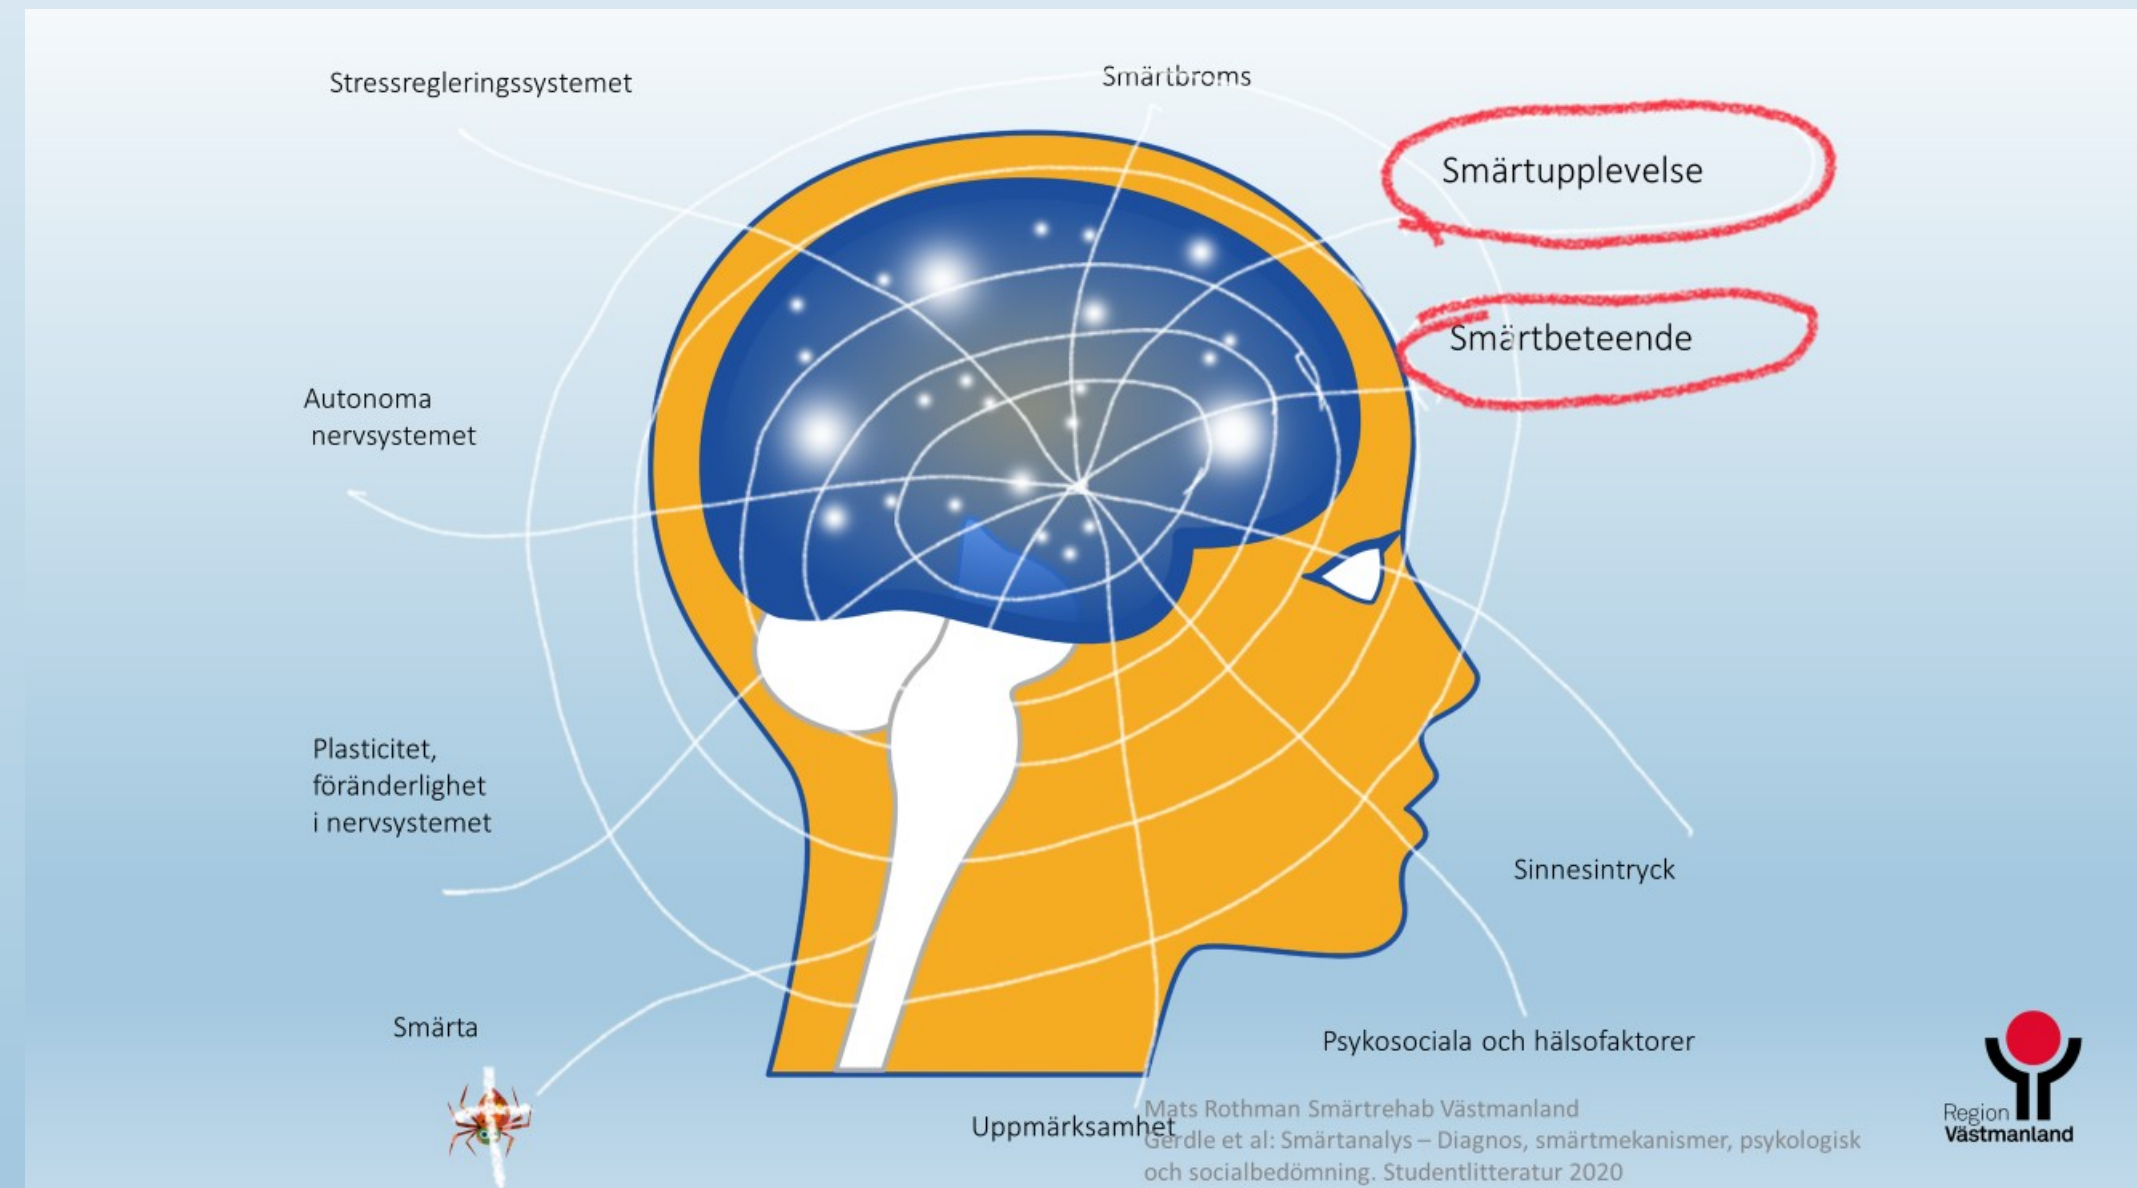 Stressregleringssystemet
Smärtbroms
Smärtupplevelse
Smärtbeteende
Autonoma
nervsystemet
Plasticitet,
föränderlighet
i nervsystemet
Sinnesintryck
Smärta
Psykosociala och hälsofaktorer
Uppmärksamhet
Mats Rothman Smärtrehab Västmanland
Gerdle et al: Smärtanalys – Diagnos, smärtmekanismer, psykologisk
och socialbedömning. Studentlitteratur 2020
Region
Västmanland